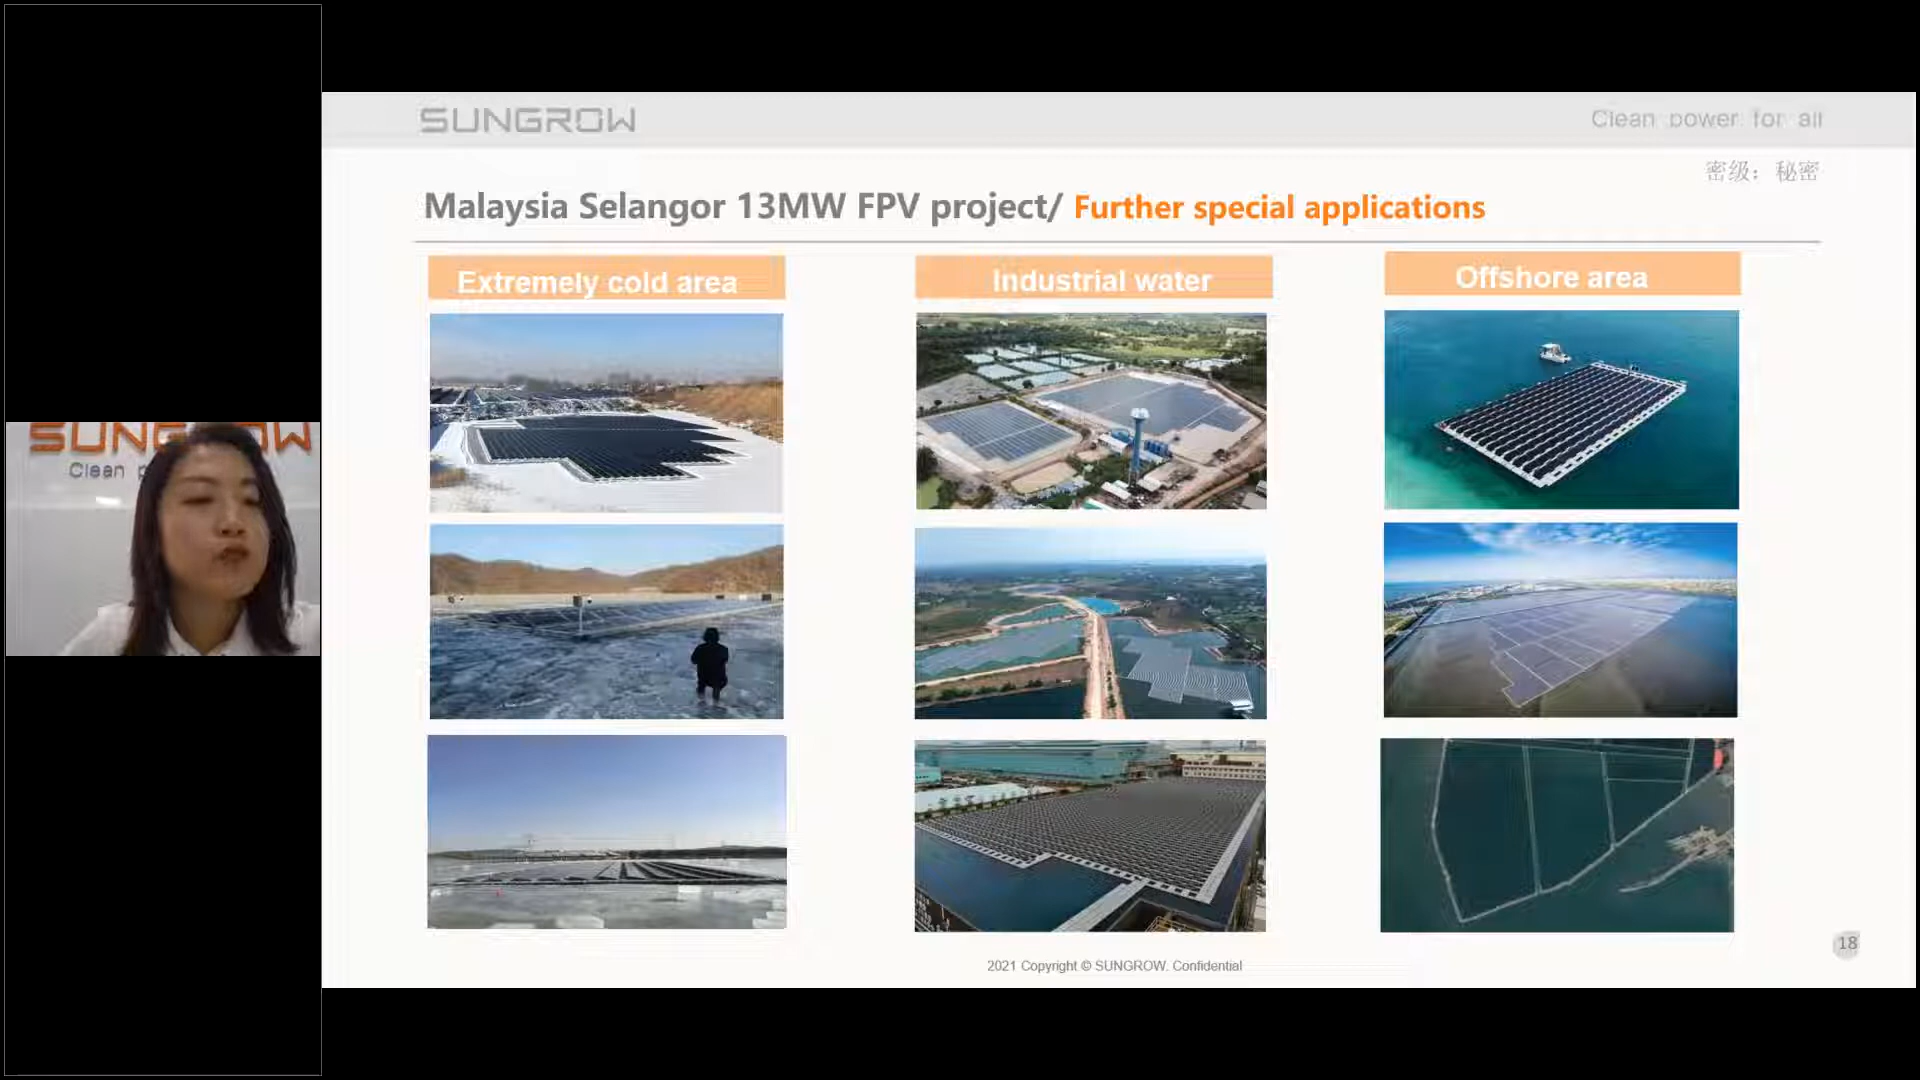 SUNGROW
Clean power for all
密级：秘密
Malaysia Selangor 13MW FPV project/ Further special applications
Extremely cold area
Industrial water
Offshore area
SUNGROW
Clean
2021 Copyright © SUNGROW. Confidential
18